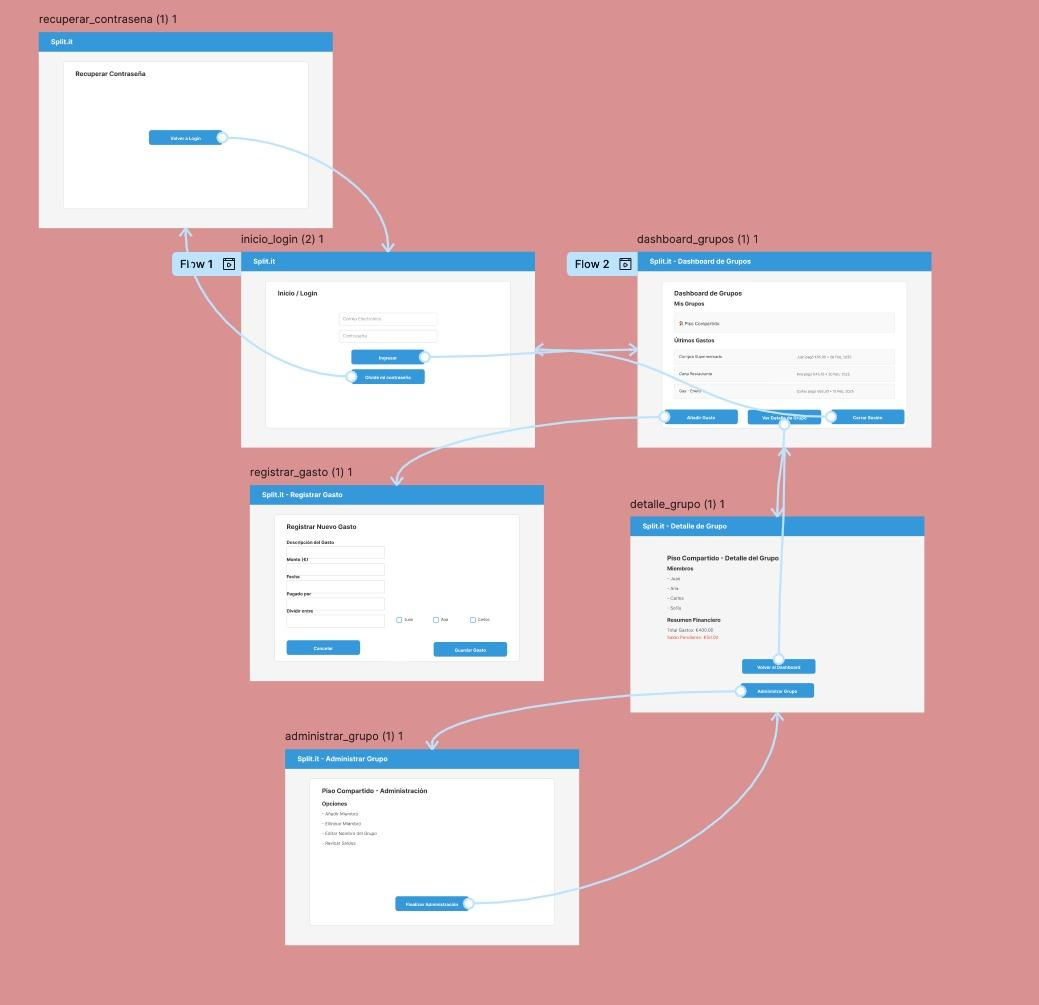 recuperar_contrasena (1) 1
Split.it
Recuperar Contraseña
Volver a Login
inicio_login (2) 1
Flow 1
Split.it
Inicio / Login
Correo Electrónico
Contraseña
Ingresar
Olvidé mi contraseña
dashboard_grupos (1) 1
Flow 2
Split.it - Dashboard de Grupos
Dashboard de Grupos
Mis Grupos
Piso Compartido
Últimos Gastos
Compra Supermercado
Cena Restaurante
Añadir Gasto
Ver Detalle de Grupo
Cerrar Sesión
registrar_gasto (1) 1
Split.it - Registrar Gasto
Registrar Nuevo Gasto
Descripción del Gasto
Monto (€)
Fecha
Pagado por
Dividir entre
Juan
Ana
Carlos
Cancelar
Guardar Gasto
detalle_grupo (1) 1
Split.it - Detalle de Grupo
Piso Compartido - Detalle del Grupo
Miembros
- Juan
- Ana
- Carlos
- Sofía
Resumen Financiero
Total Gastos: €400.00
Saldo Pendiente: €50.00
Volver al Dashboard
Administrar Grupo
administrar_grupo (1) 1
Split.it - Administrar Grupo
Piso Compartido - Administración
Opciones
- Añadir Miembro
- Eliminar Miembro
- Editar Nombre del Grupo
- Revisar Saldos
Finalizar Administración